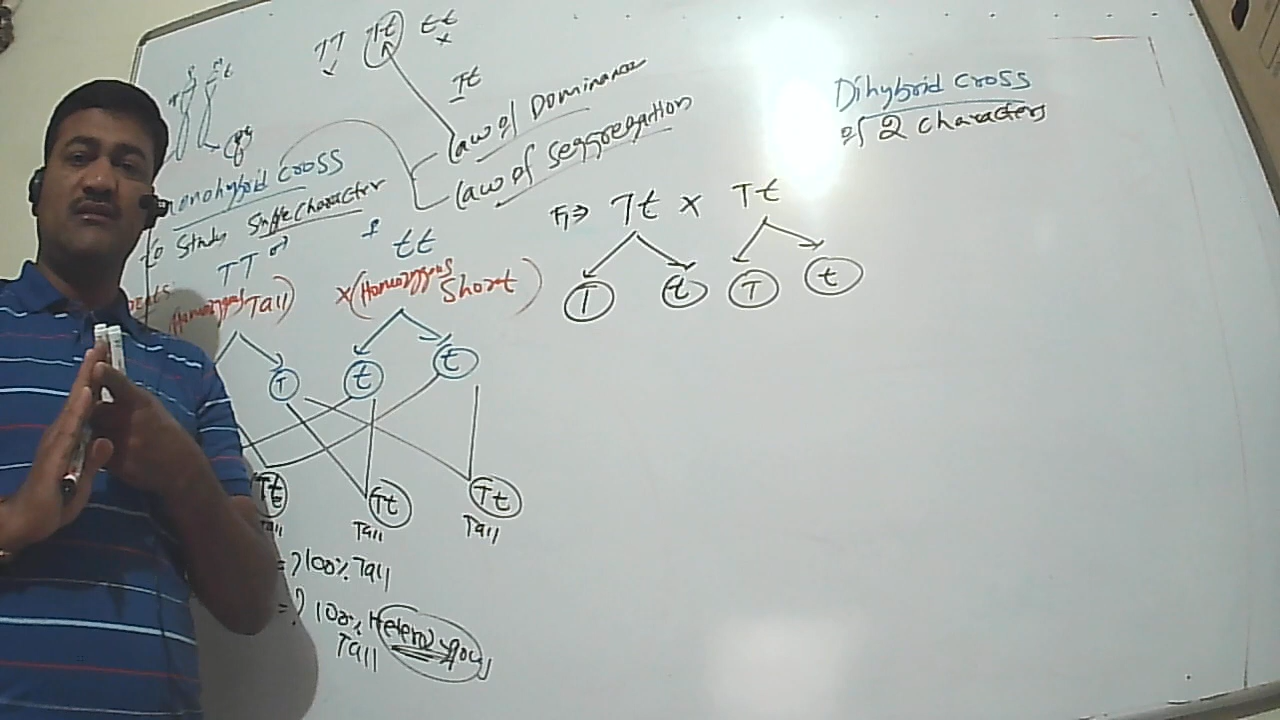 TT Tt tt
Tt
Law of Dominance
Law of Seggregation
monohybrid cross
To Study Single Character
TT ♂ ♀ tt
(Homozygous Tall) x (Homozygous Short)
T t t
Tt Tt Tt
Tall Tall Tall
=> 100% Tall
=> 100% Heterozygous
Tall
F1 => Tt x Tt
T t T t
Dihybrid cross
of 2 characters